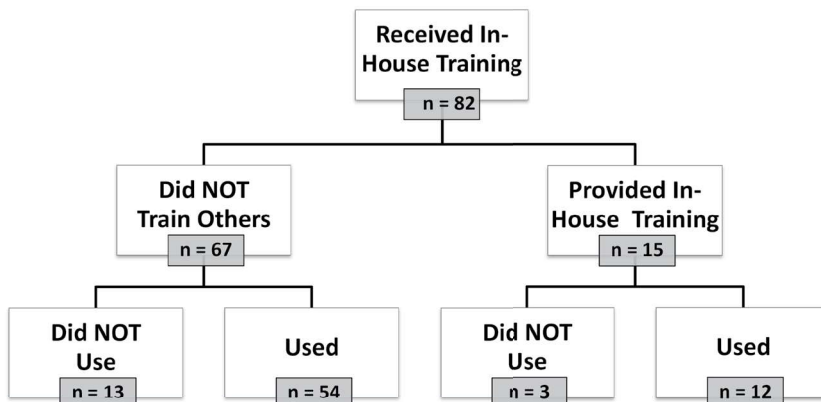 Received In-
House Training
n = 82
Did NOT
Train Others
n = 67
Provided In-
House Training
n = 15
Did NOT
Use
n = 13
Used
n = 54
Did NOT
Use
n = 3
Used
n = 12